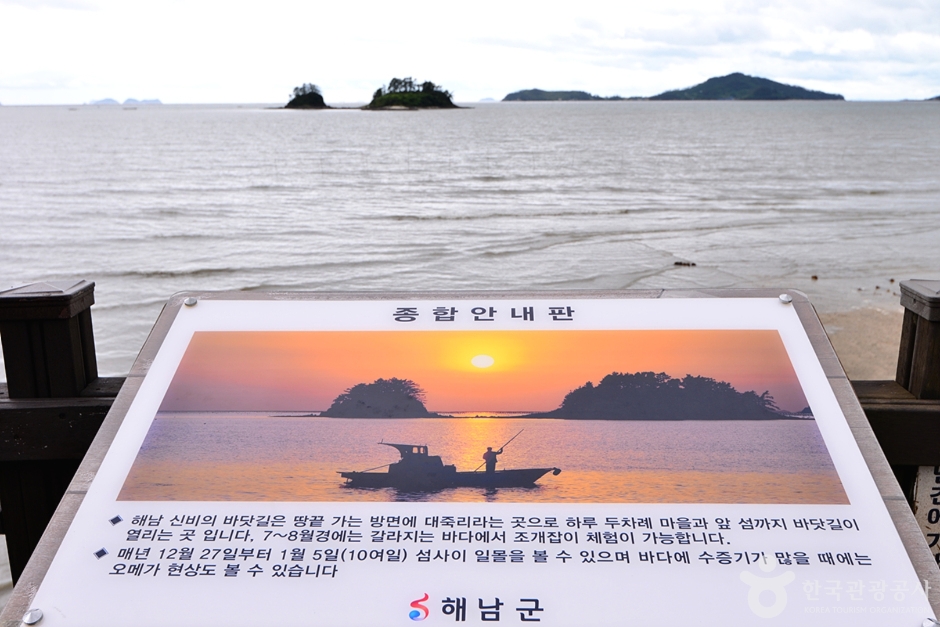 종합안내판
◈ 해남 신비의 바닷길은 땅끝 가는 방면에 대죽리라는 곳으로 하루 두차례 마을과 앞 섬까지 바닷길이
열리는 곳 입니다. 7~8월경에는 갈라지는 바다에서 조개잡이 체험이 가능합니다.
◈ 매년 12월 27일부터 1월 5일(10여일) 섬사이 일몰을 볼 수 있으며 바다에 수증기가 많을 때에는
오메가 현상도 볼 수 있습니다
해남군
한국관광공사
KOREA TOURISM ORGANIZATION